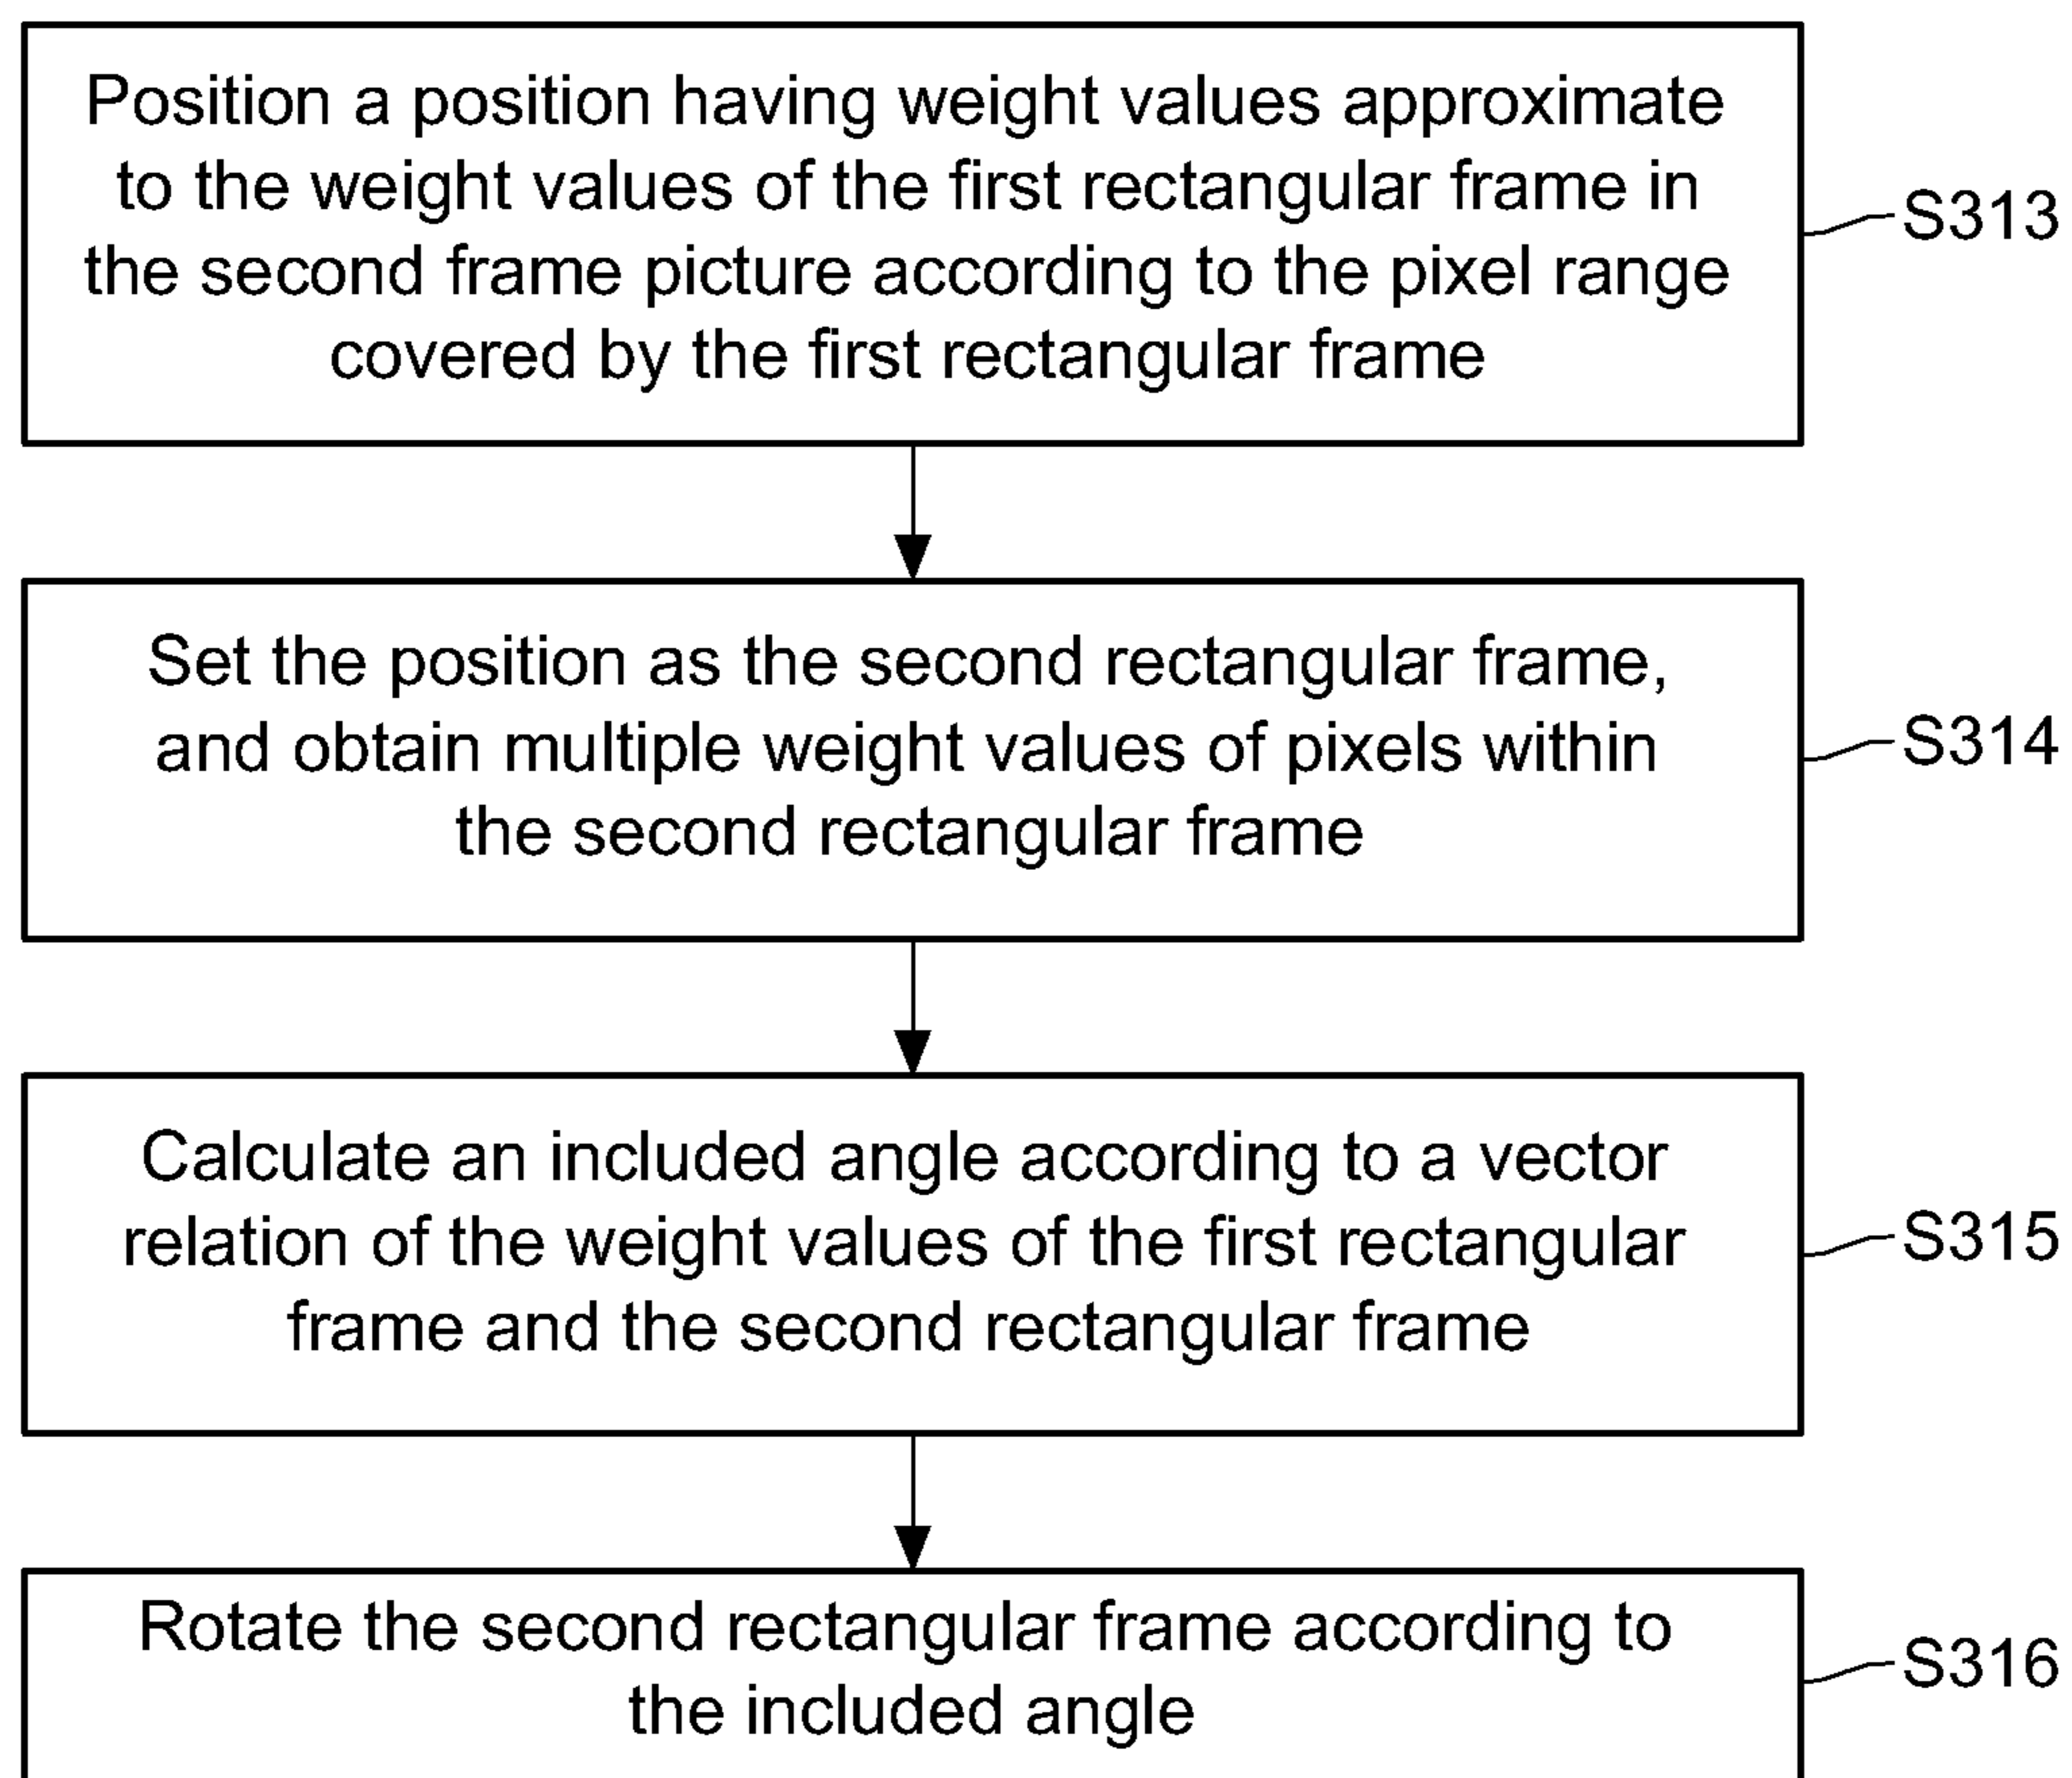 Position a position having weight values approximate
to the weight values of the first rectangular frame in
the second frame picture according to the pixel range
covered by the first rectangular frame
S313
Set the position as the second rectangular frame,
and obtain multiple weight values of pixels within
the second rectangular frame
S314
Calculate an included angle according to a vector
relation of the weight values of the first rectangular
frame and the second rectangular frame
S315
Rotate the second rectangular frame according to
the included angle
S316